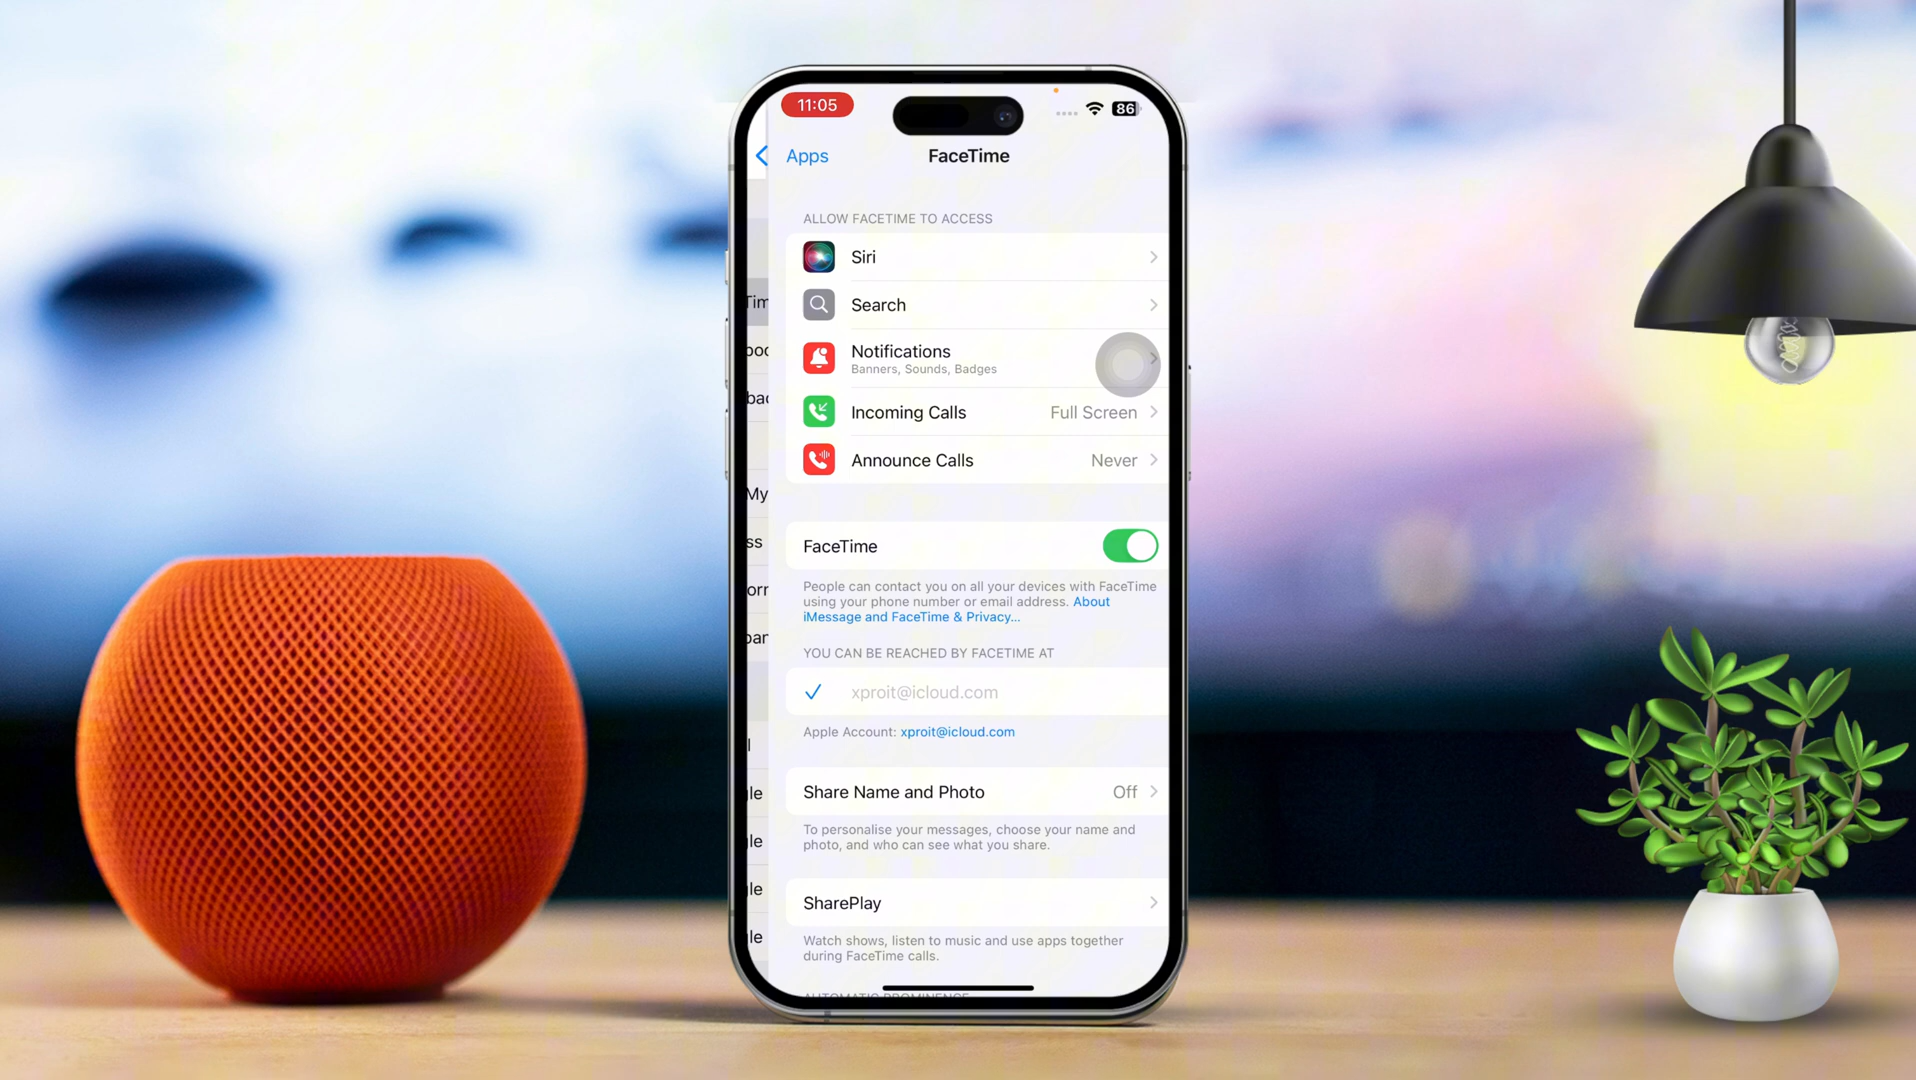 11:05
86
Apps
FaceTime
ALLOW FACETIME TO ACCESS
Siri
Search
Notifications
Banners, Sounds, Badges
Incoming Calls Full Screen
Announce Calls Never
FaceTime
People can contact you on all your devices with FaceTime
using your phone number or email address. About
iMessage and FaceTime & Privacy...
YOU CAN BE REACHED BY FACETIME AT
xproit@icloud.com
Apple Account: xproit@icloud.com
Share Name and Photo Off
To personalise your messages, choose your name and
photo, and who can see what you share.
SharePlay
Watch shows, listen to music and use apps together
during FaceTime calls.
AUTOMATIC PROMINENCE